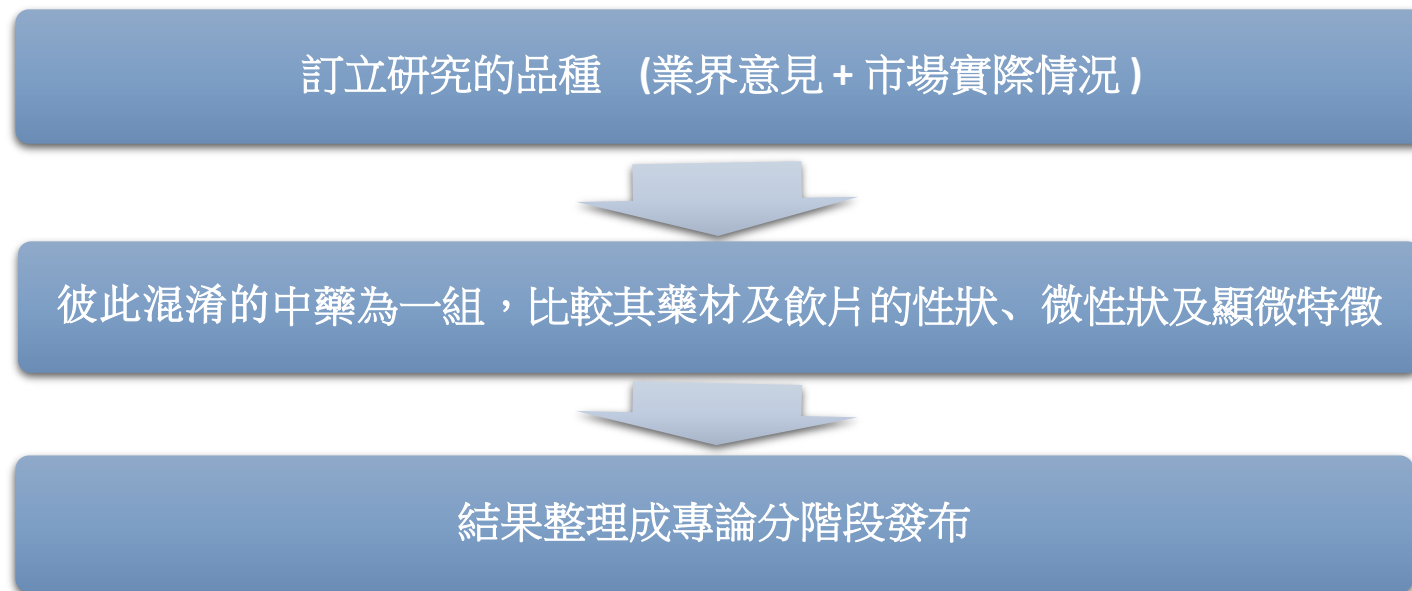 訂立研究的品種 (業界意見 + 市場實際情況 )
彼此混淆的中藥為一組，比較其藥材及飲片的性狀、微性狀及顯微特徵
結果整理成專論分階段發布